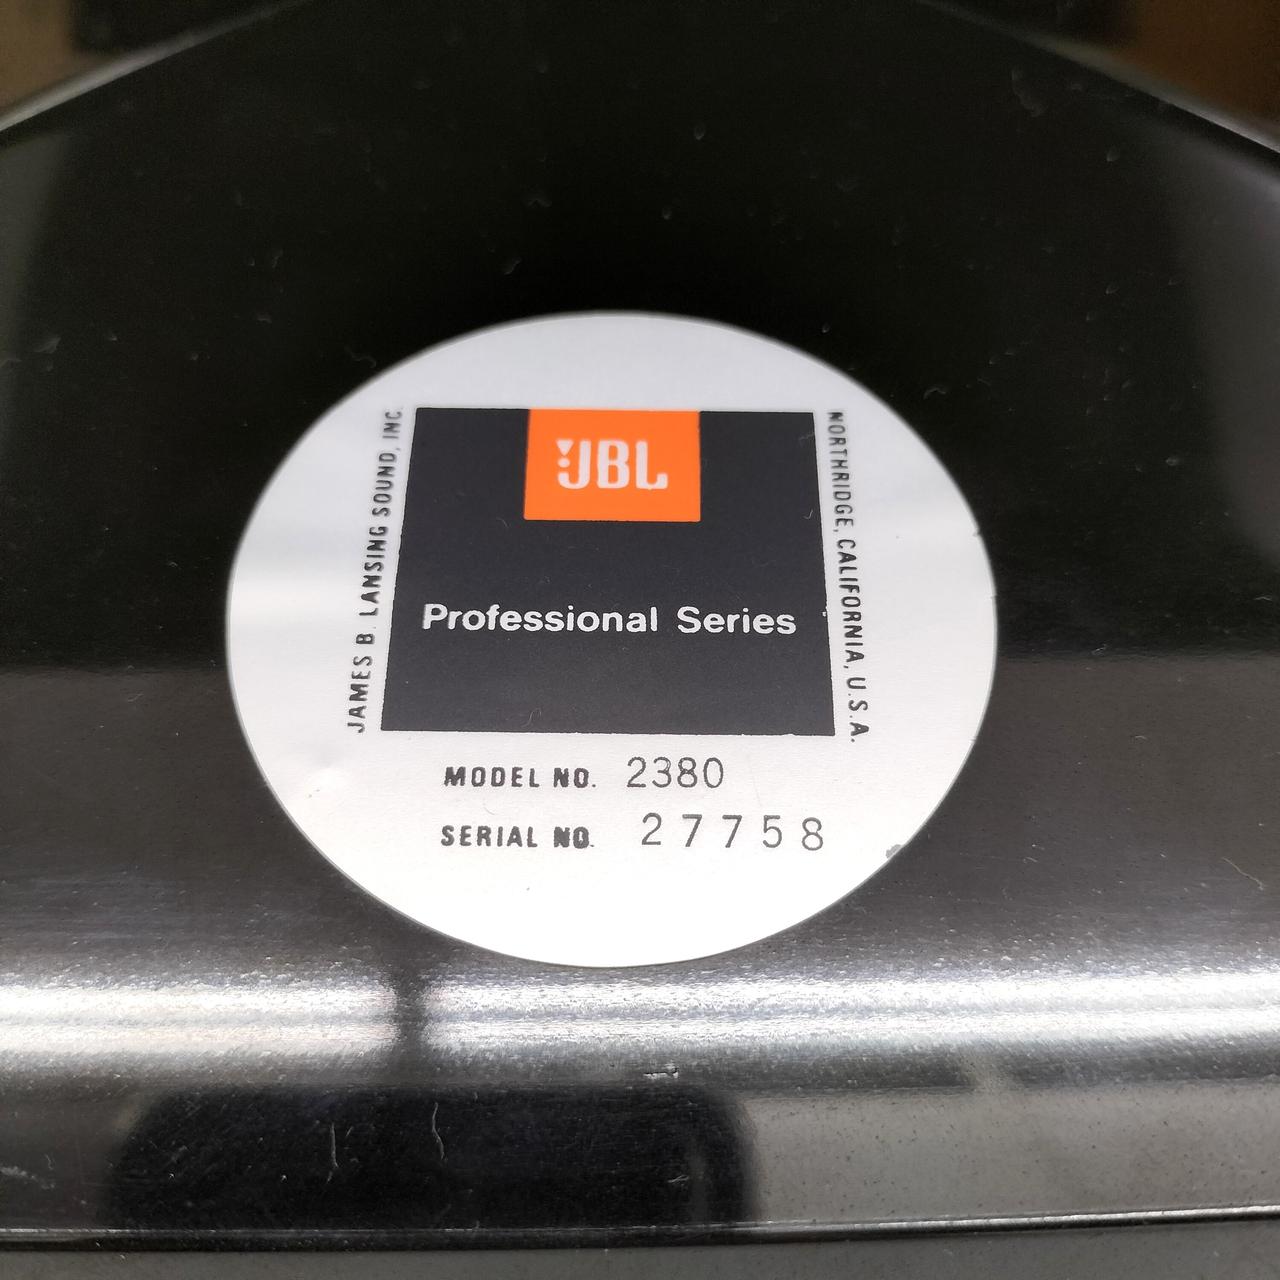 JBL
Professional Series
JAMES B. LANSING SOUND, INC.
NORTHRIDGE, CALIFORNIA, U.S.A.
MODEL NO. 2380
SERIAL NO. 27758